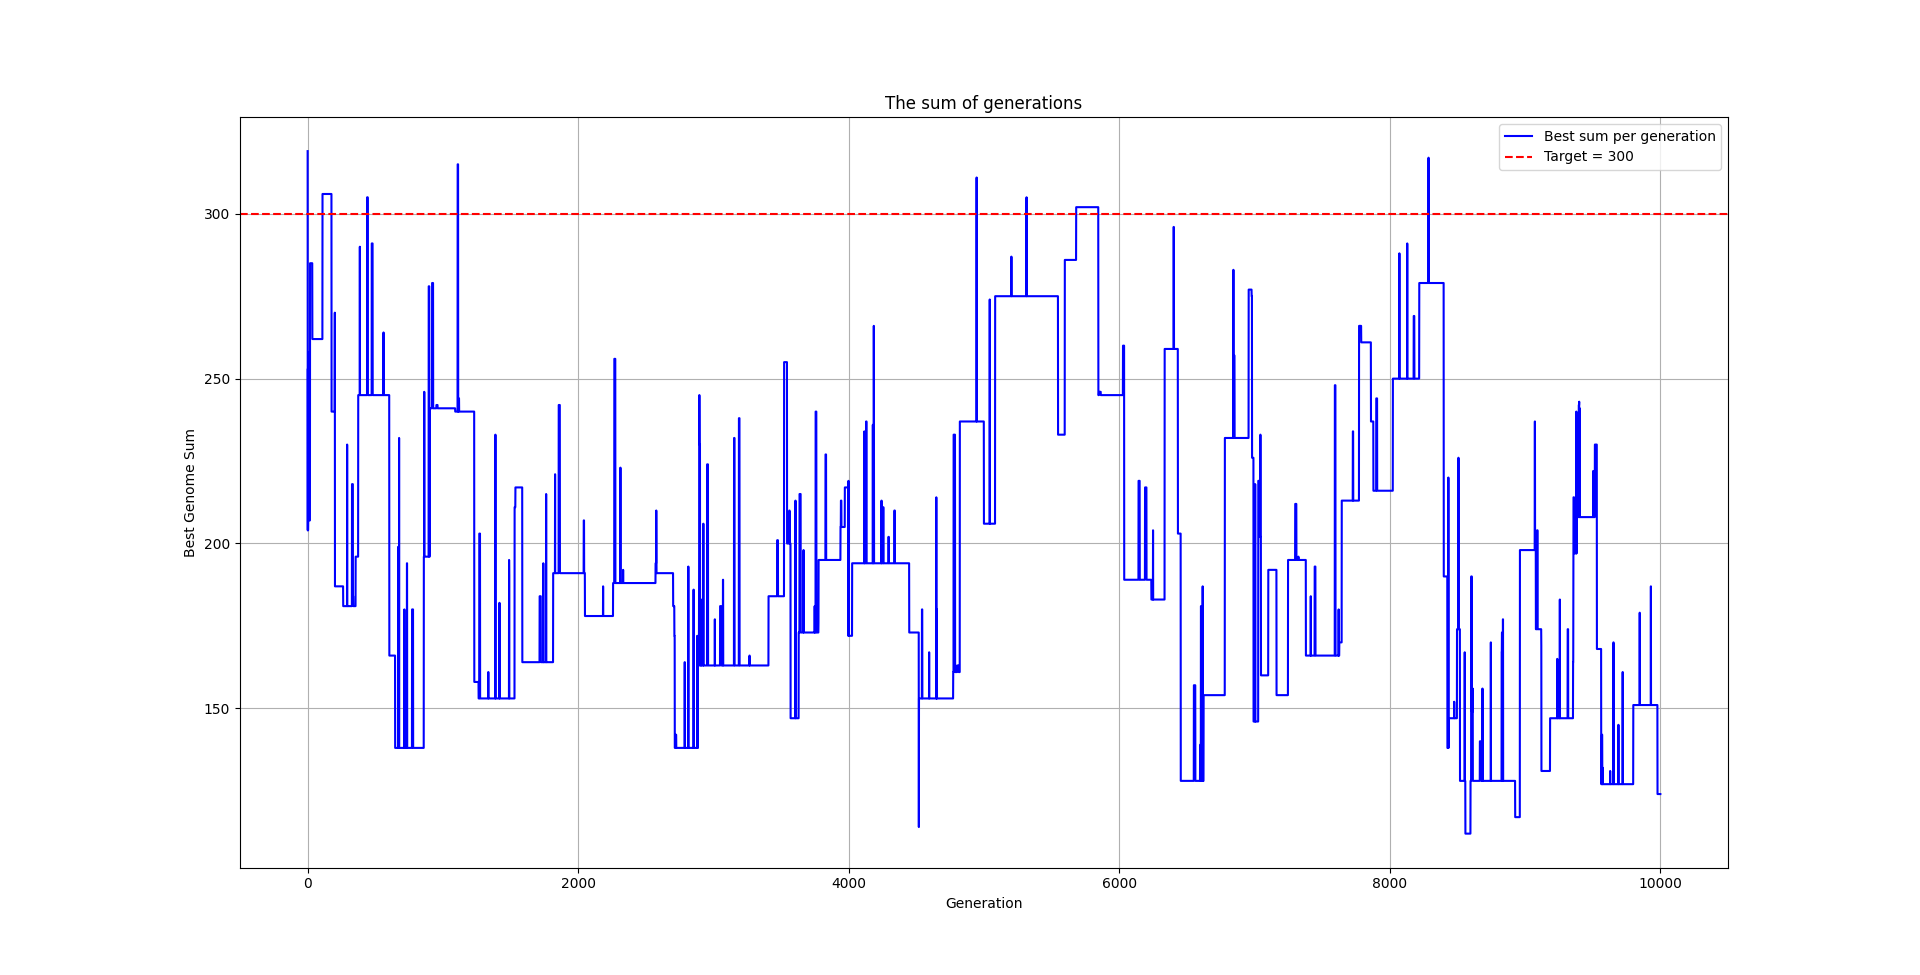 The sum of generations
Best sum per generation
Target = 300
300
250
200
150
Best Genome Sum
0 2000 4000 6000 8000 10000
Generation